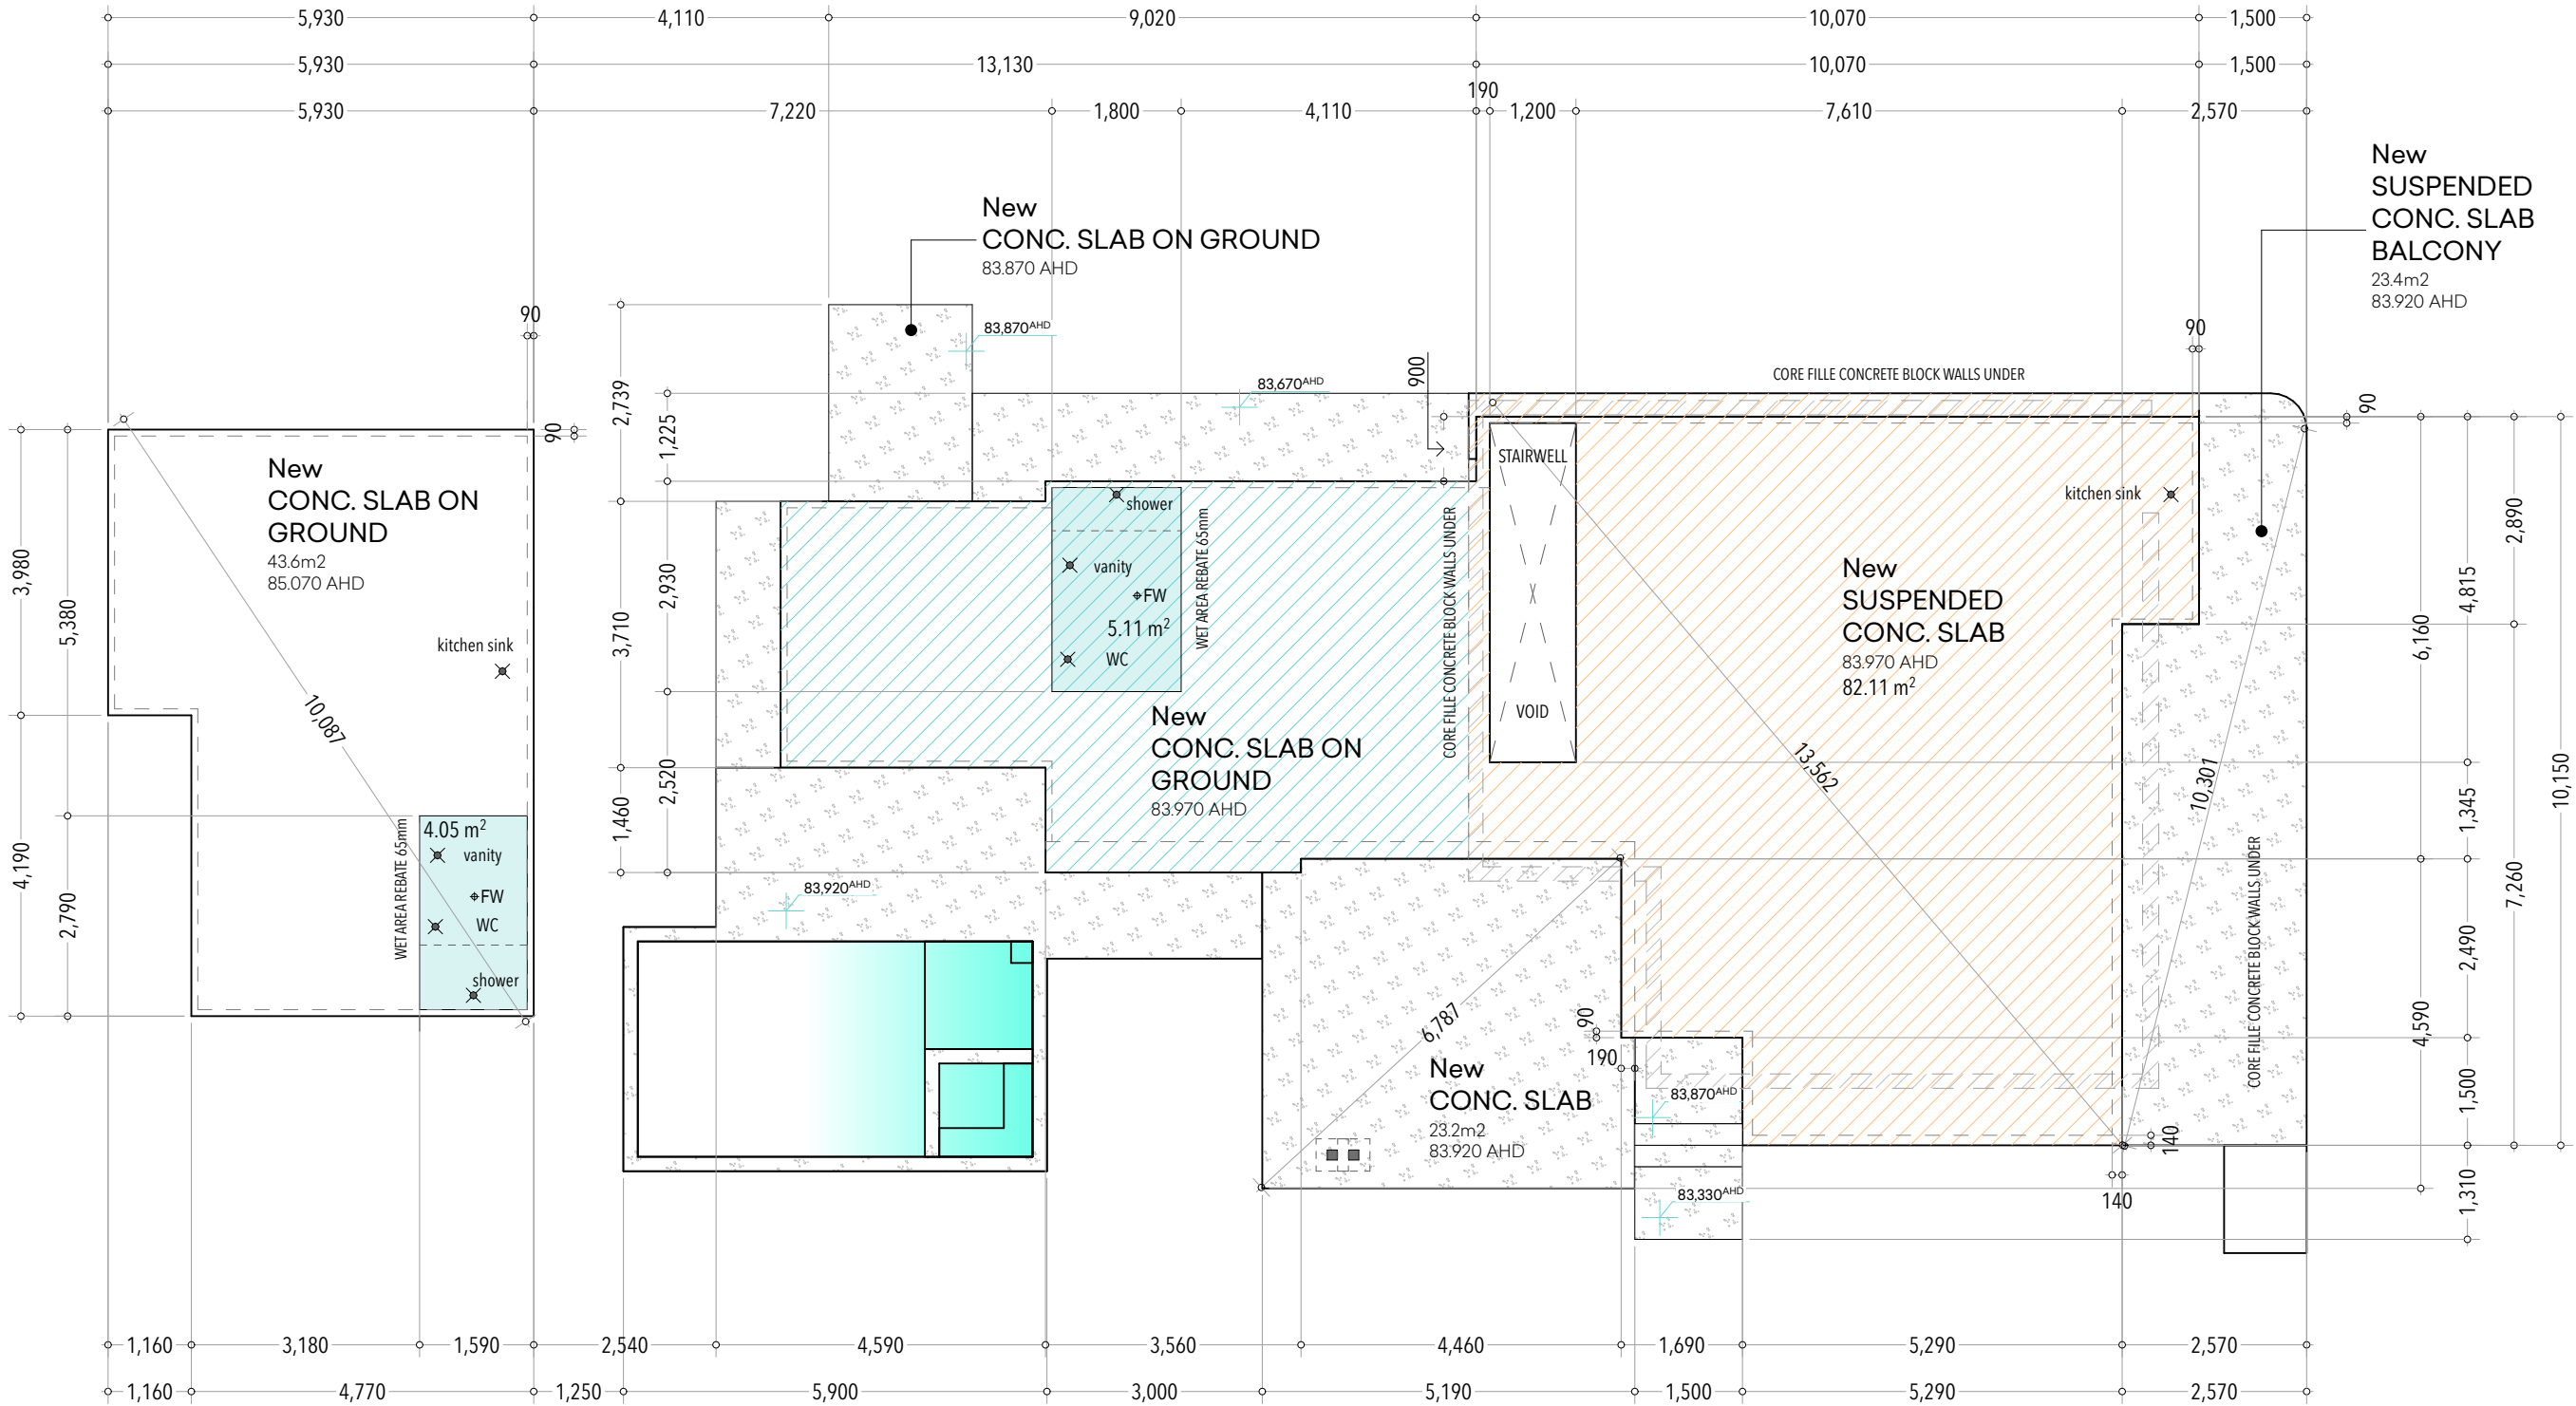 5,930 4,110 9,020 10,070 1,500
5,930 13,130 10,070 1,500
5,930 7,220 1,800 4,110 190 1,200 7,610 2,570
New
SUSPENDED
CONC. SLAB
BALCONY
23.4m2
83.920 AHD
New
CONC. SLAB ON GROUND
83.870 AHD
90
83,870AHD
83,670AHD
900
CORE FILLE CONCRETE BLOCK WALLS UNDER
90
90
90
2,739
1,225
New
CONC. SLAB ON
GROUND
43.6m2
85.070 AHD
3,980
5,380
4,190
2,790
kitchen sink
10,087
WET AREA REBATE 65mm
4.05 m2
vanity
FW
WC
shower
3,710
2,930
1,460
2,520
shower
vanity
FW
5.11 m2
WC
WET AREA REBATE 65mm
New
CONC. SLAB ON
GROUND
83.970 AHD
CORE FILLE CONCRETE BLOCK WALLS UNDER
STAIRWELL
VOID
kitchen sink
New
SUSPENDED
CONC. SLAB
83.970 AHD
82.11 m2
13,562
10,301
CORE FILLE CONCRETE BLOCK WALLS UNDER
2,890
4,815
6,160
10,150
1,345
7,260
2,490
4,590
1,500
1,310
83,920AHD
6,787
90
190
New
CONC. SLAB
23.2m2
83.920 AHD
83,870AHD
83,330AHD
140
140
1,160 3,180 1,590 2,540 4,590 3,560 4,460 1,690 5,290 2,570
1,160 4,770 1,250 5,900 3,000 5,190 1,500 5,290 2,570